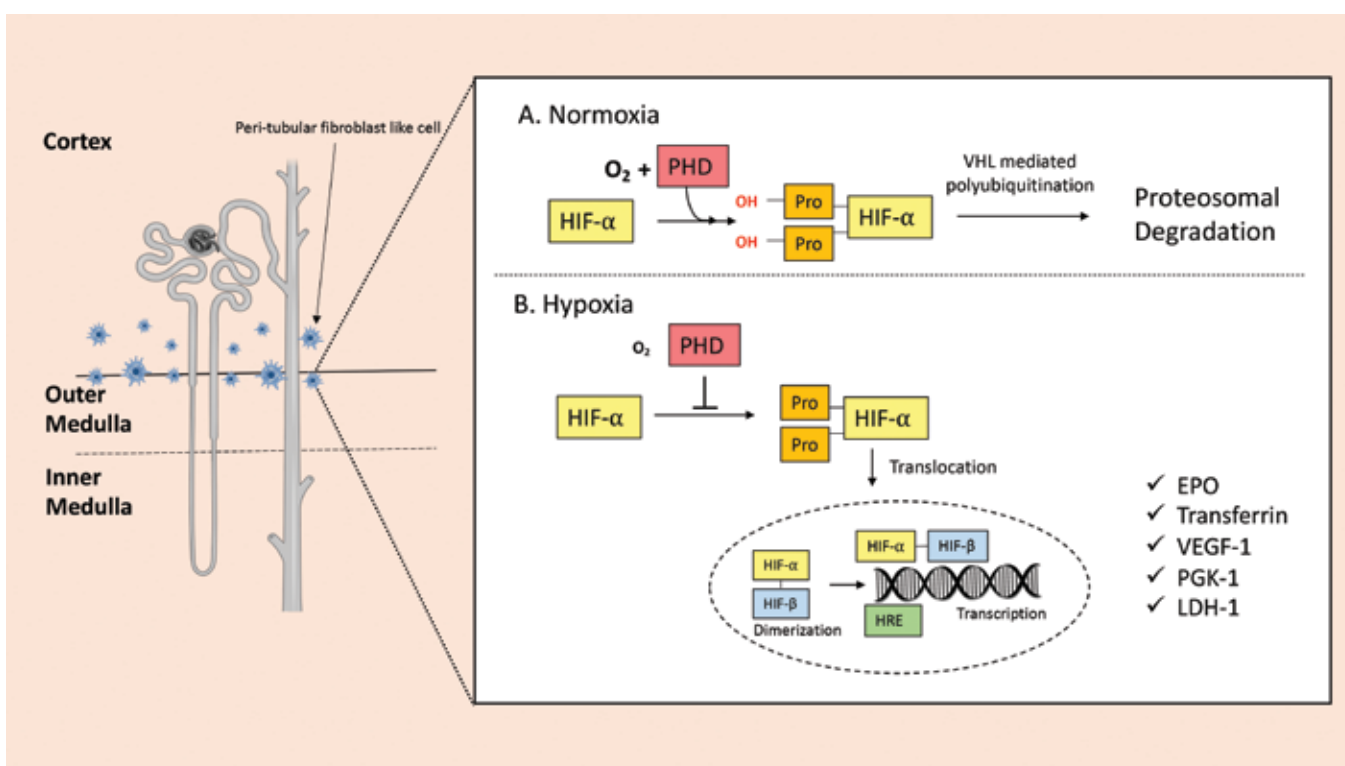 Cortex
Peri-tubular fibroblast like cell
Outer
Medulla
Inner
Medulla
A. Normoxia
O₂ +
PHD
HIF-α
OH
Pro
OH
Pro
HIF-α
VHL mediated
polyubiquitination
Proteosomal
Degradation
B. Hypoxia
O₂
PHD
HIF-α
Pro
Pro
HIF-α
Translocation
HIF-α
HIF-β
Dimerization
HIF-α
HIF-β
HRE
Transcription
✓ EPO
✓ Transferrin
✓ VEGF-1
✓ PGK-1
✓ LDH-1